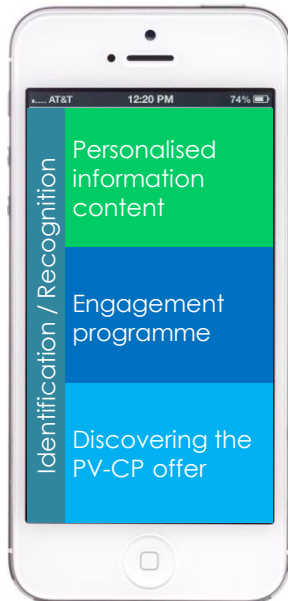 ..... AT&T 12:20 PM 74%
Identification / Recognition
Personalised
information
content
Engagement
programme
Discovering the
PV-CP offer